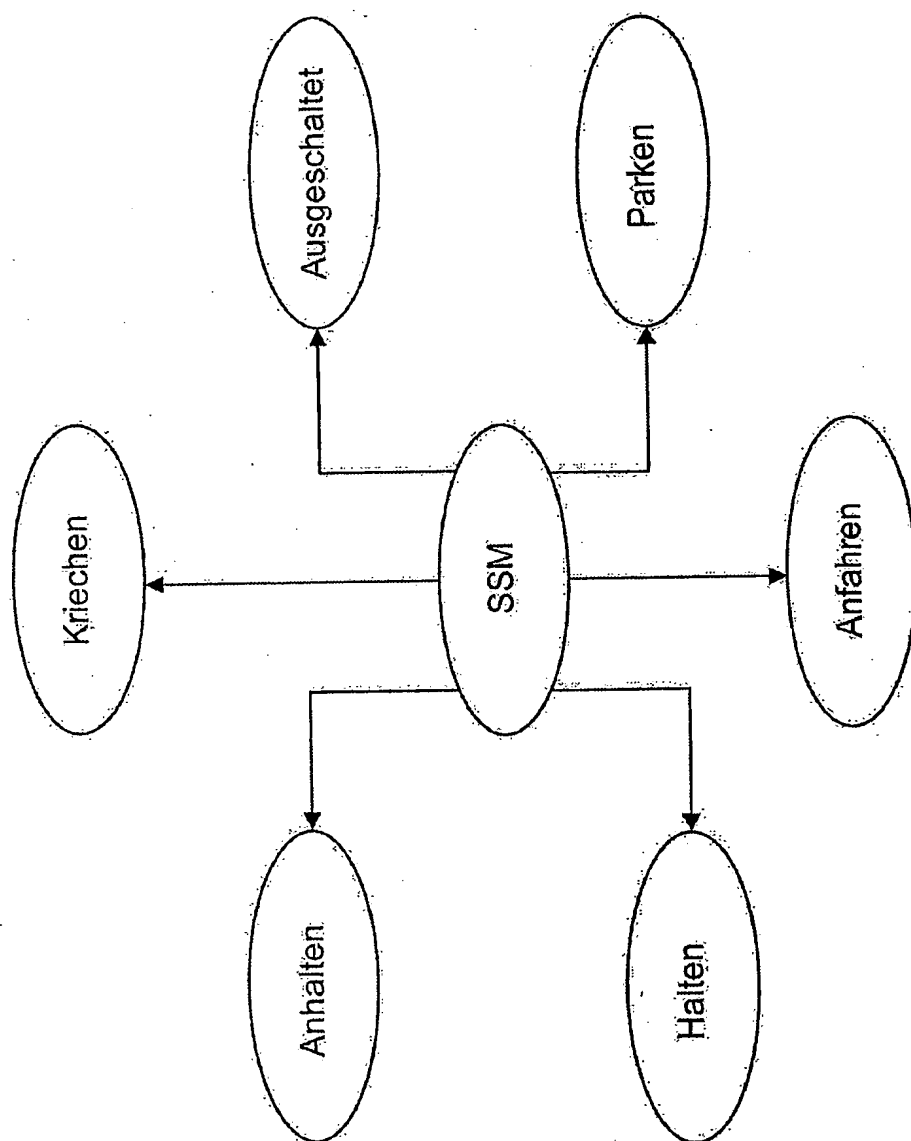 Kriechen
Anhalten
Ausgeschaltet
SSM
Halten
Parken
Anfahren